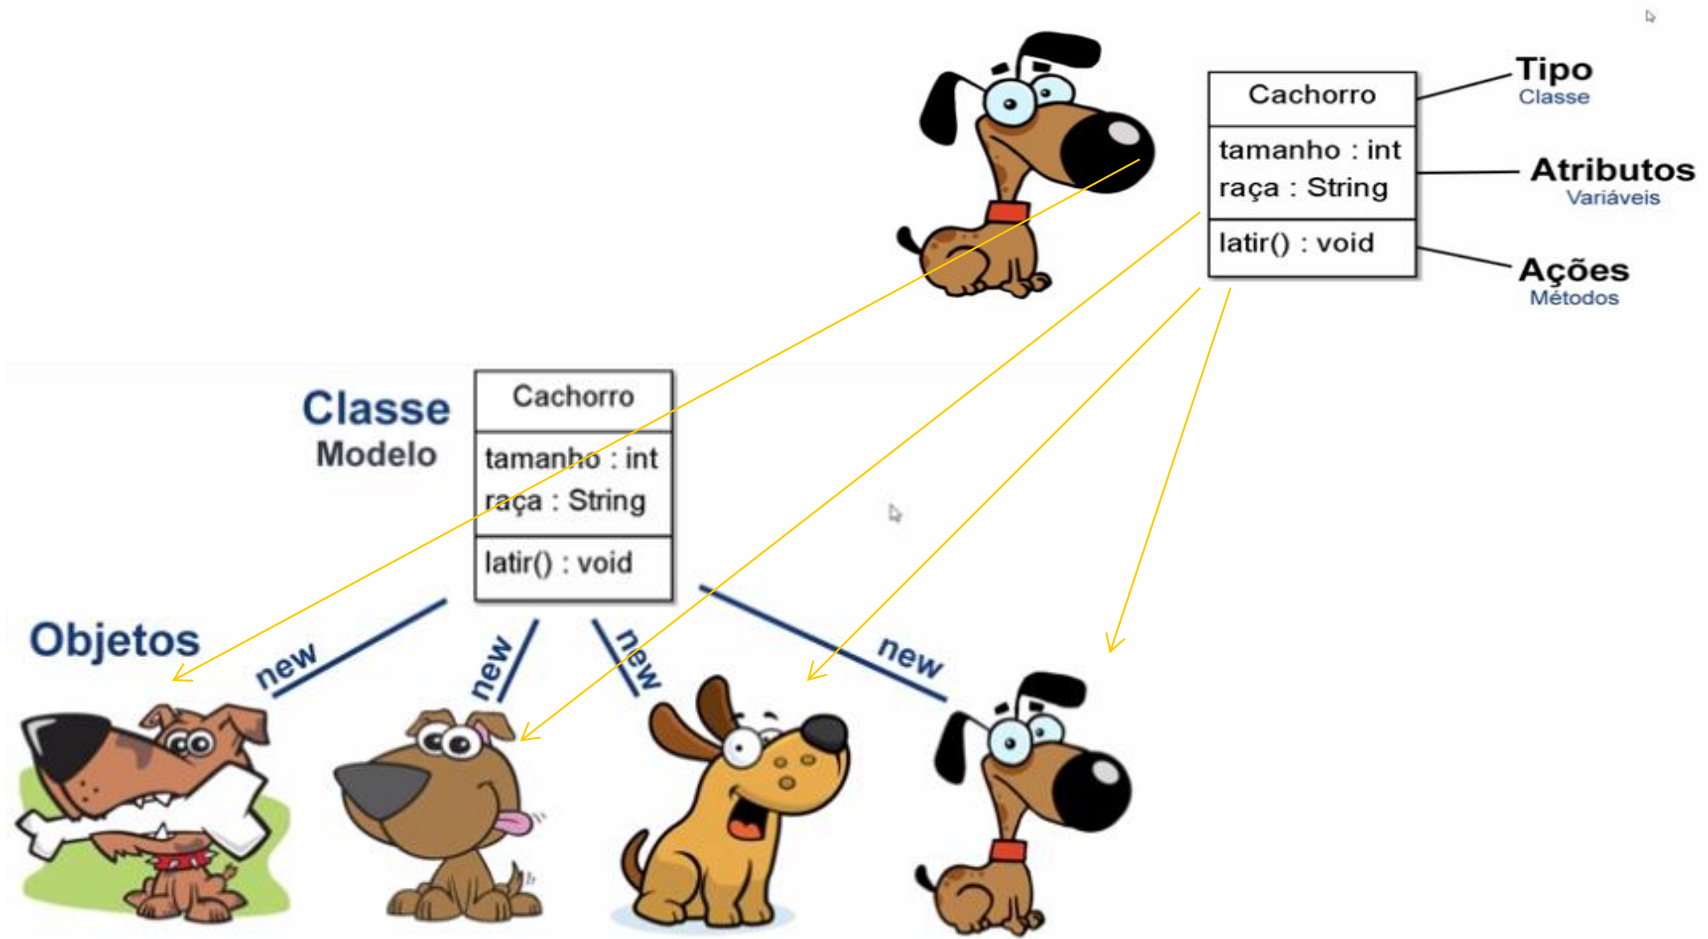 Cachorro
tamanho : int
raça : String
latir() : void
Tipo
Classe
Atributos
Variáveis
Ações
Métodos
Classe
Modelo
Cachorro
tamanho : int
raça : String
latir() : void
Objetos
new
new
new
new